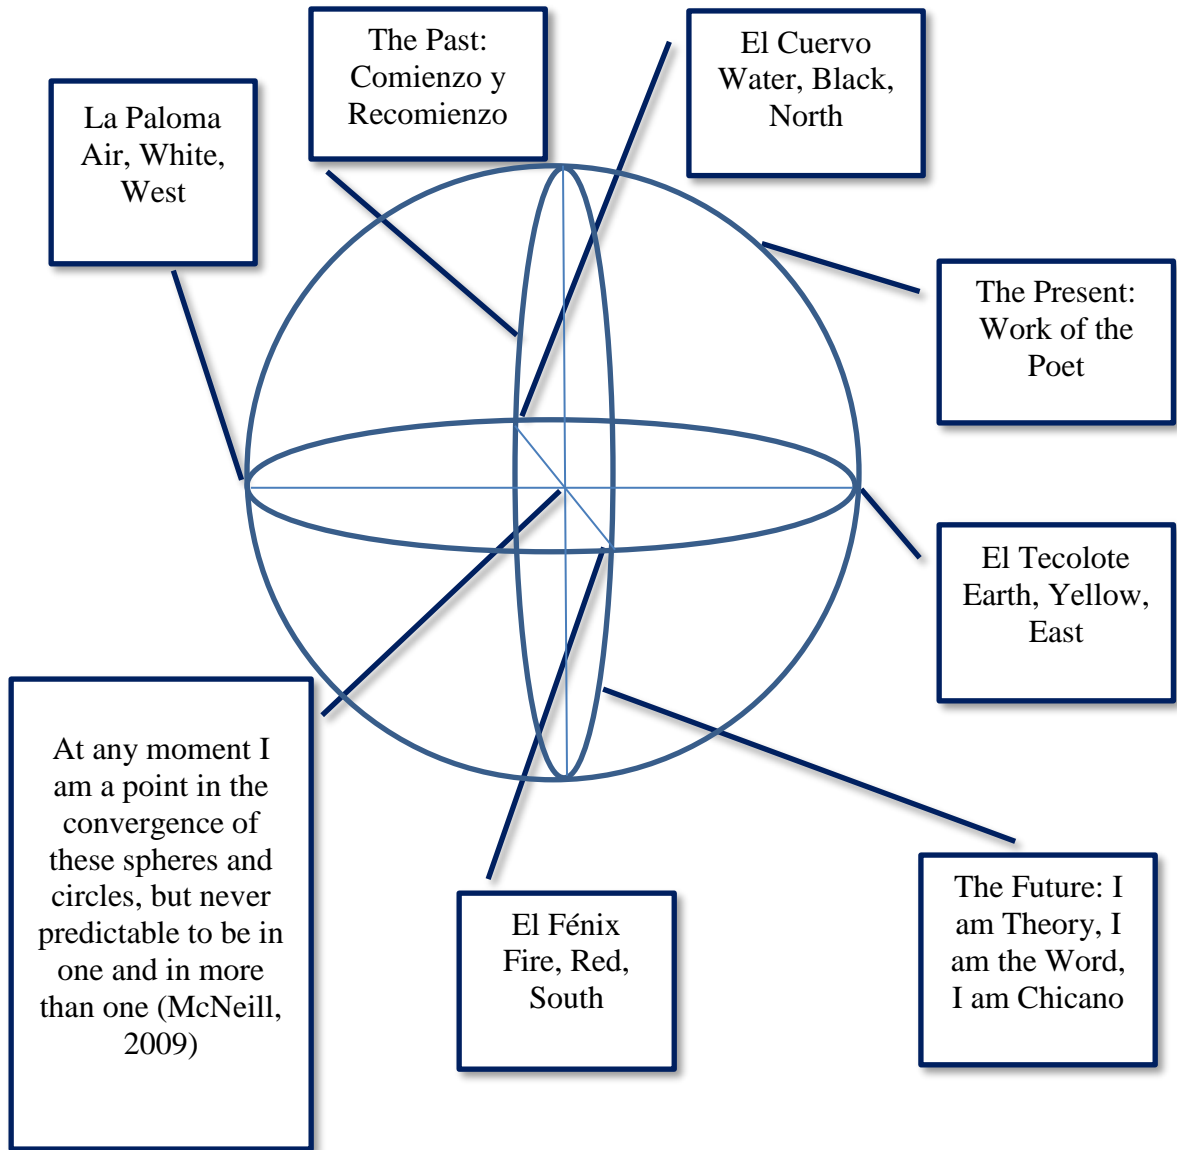 The Past:
Comienzo y
Recomienzo
El Cuervo
Water, Black,
North
La Paloma
Air, White,
West
The Present:
Work of the
Poet
El Tecolote
Earth, Yellow,
East
At any moment I
am a point in the
convergence of
these spheres and
circles, but never
predictable to be in
one and in more
than one (McNeill,
2009)
El Fénix
Fire, Red,
South
The Future: I
am Theory, I
am the Word,
I am Chicano